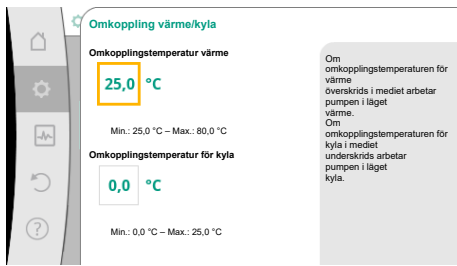 Omkoppling värme/kyla
Omkopplingstemperatur värme
25,0 °C
Min.: 25,0 °C – Max.: 80,0 °C
Omkopplingstemperatur för kyla
0,0 °C
Min.: 0,0 °C – Max.: 25,0 °C
Om
omkopplingstemperaturen för
värme
överskrids i mediet arbetar
pumpen i läget
värme.
Om
omkopplingstemperaturen för
kyla i mediet
underskrids arbetar
pumpen i läget
kyla.
?